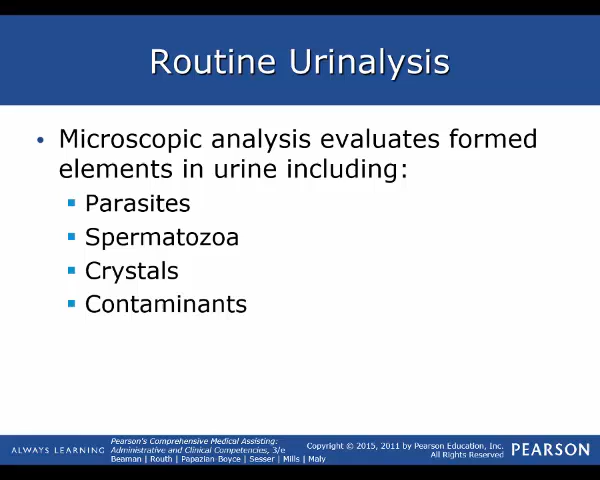 Routine Urinalysis
• Microscopic analysis evaluates formed
elements in urine including:
▪ Parasites
▪ Spermatozoa
▪ Crystals
▪ Contaminants
ALWAYS LEARNING
Pearson's Comprehensive Medical Assisting:
Administrative and Clinical Competencies, 3/e
Beaman | Routh | Papazian Boyce | Sesser | Mills | Maly
Copyright © 2015, 2011 by Pearson Education, Inc.
All Rights Reserved
PEARSON